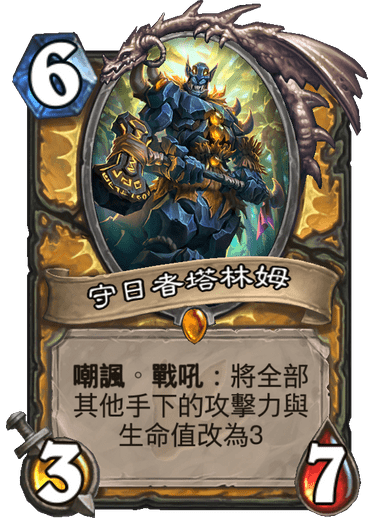 6
守日者塔林姆
嘲諷。戰吼：將全部
其他手下的攻擊力與
生命值改為3
3
7